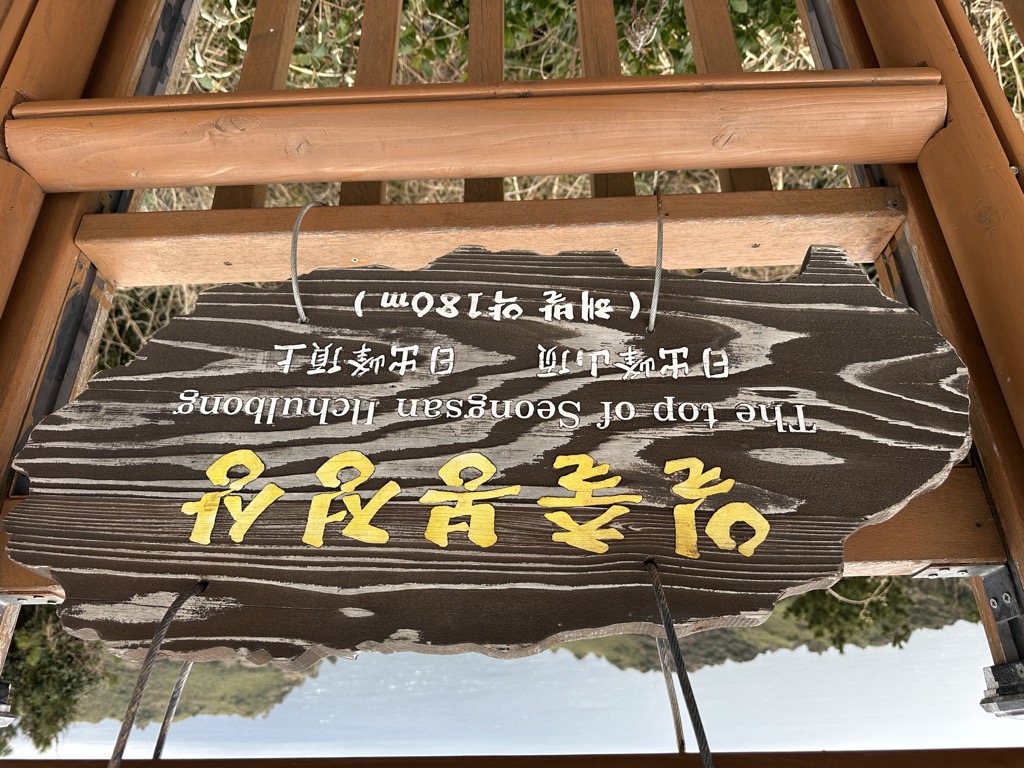 일출봉정상
The top of Seongsan Ilchulbong
日出峰山顶 日出峰頂上
(해발 약180m)